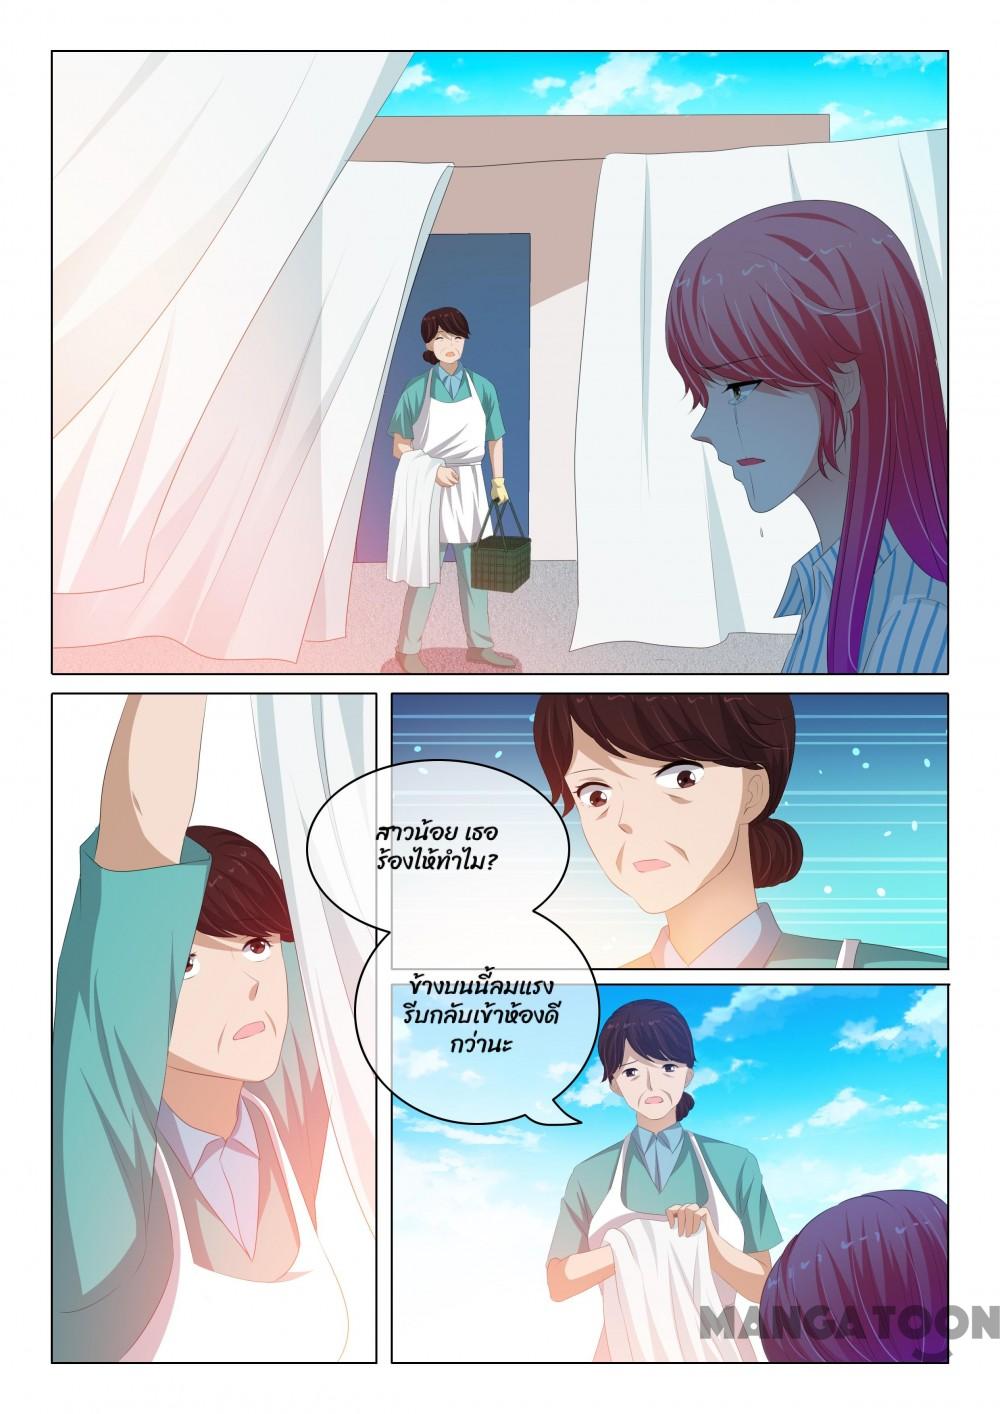 สาวน้อย เธอ
ร้องไห้ทำไม?
ข้างบนนี้ลมแรง
รีบกลับเข้าห้องดี
กว่านะ
MANGATOON